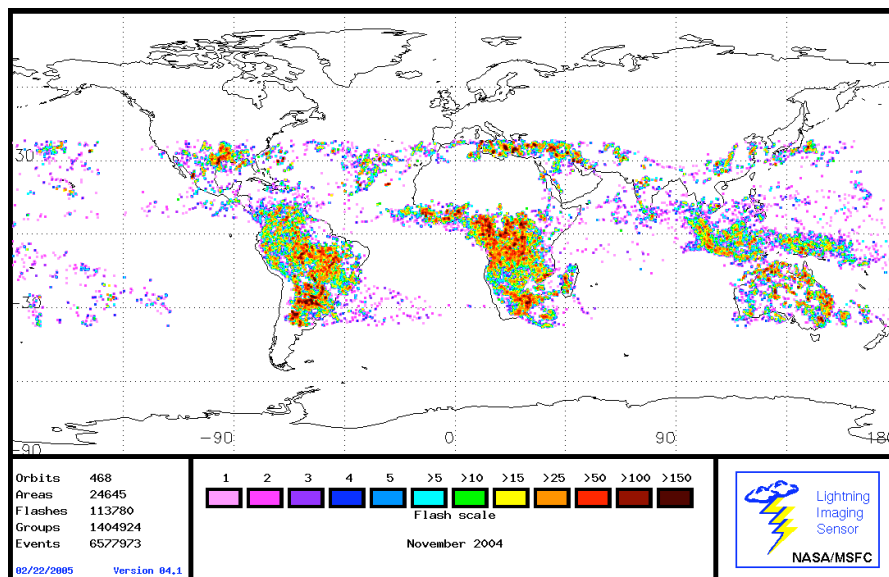 30
-30
-90
-90 0 90 180
Orbits 468
Areas 24645
Flashes 113780
Groups 1404924
Events 6577973
02/22/2005 Version 04.1
1 2 3 4 5 >5 >10 >15 >25 >50 >100 >150
Flash scale
November 2004
Lightning
Imaging
Sensor
NASA/MSFC